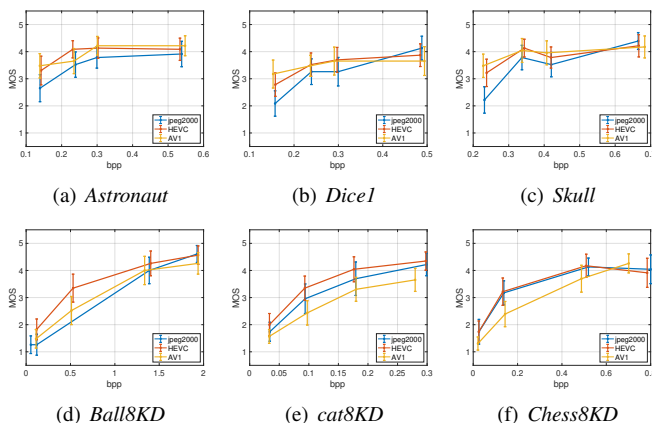 5
4
3
2
1
MOS
0.1 0.2 0.3 0.4 0.5 0.6
bpp
jpeg2000
HEVC
AV1
(a) Astronaut
5
4
3
2
1
MOS
0.1 0.2 0.3 0.4 0.5
bpp
jpeg2000
HEVC
AV1
(b) Dice1
5
4
3
2
1
MOS
0.2 0.3 0.4 0.5 0.6
bpp
jpeg2000
HEVC
AV1
(c) Skull
5
4
3
2
1
MOS
0 0.5 1 1.5 2
bpp
jpeg2000
HEVC
AV1
(d) Ball8KD
5
4
3
2
1
MOS
0 0.05 0.1 0.15 0.2 0.25 0.3
bpp
jpeg2000
HEVC
AV1
(e) cat8KD
5
4
3
2
1
MOS
0 0.2 0.4 0.6
bpp
jpeg2000
HEVC
AV1
(f) Chess8KD